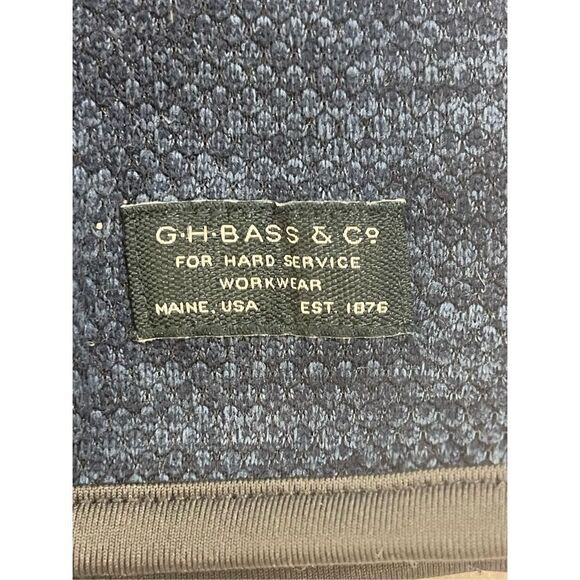 G·H·BASS & Cº
FOR HARD SERVICE
WORKWEAR
MAINE, USA EST. 1876